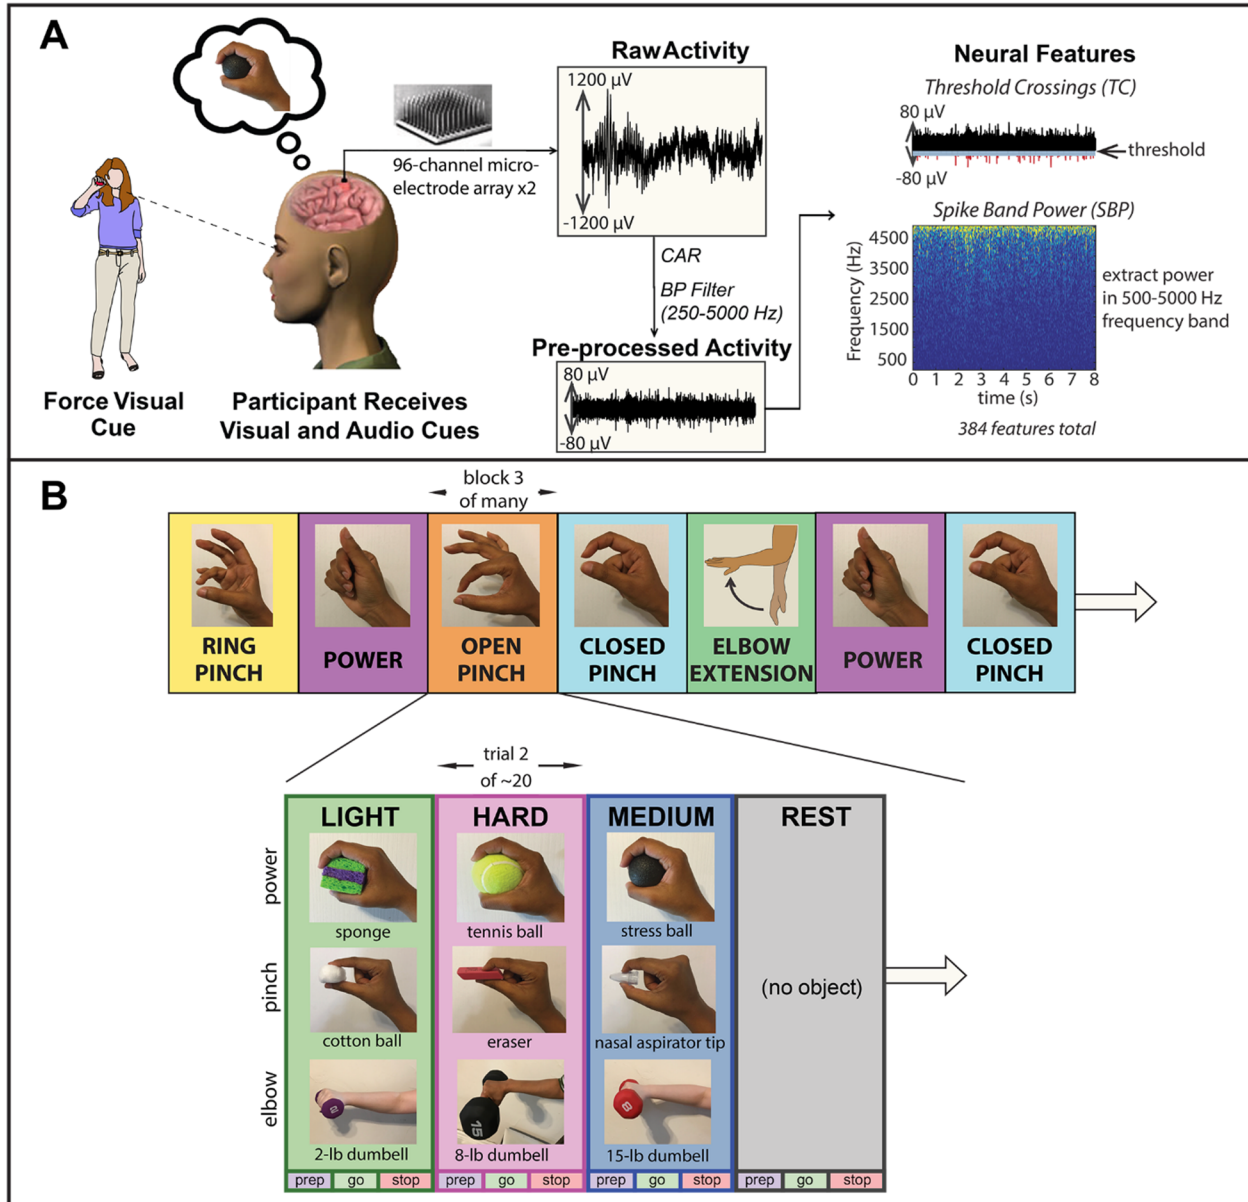 A
Force Visual
Cue
Participant Receives
Visual and Audio Cues
96-channel micro-
electrode array x2
Raw Activity
1200 µV
-1200 µV
CAR
BP Filter
(250-5000 Hz)
Pre-processed Activity
80 µV
-80 µV
Neural Features
Threshold Crossings (TC)
80 µV
threshold
-80 µV
Spike Band Power (SBP)
Frequency (Hz)
4500
3500
2500
1500
500
0 1 2 3 4 5 6 7 8
time (s)
extract power
in 500-5000 Hz
frequency band
384 features total
B
block 3
of many
RING
PINCH
POWER
OPEN
PINCH
CLOSED
PINCH
ELBOW
EXTENSION
POWER
CLOSED
PINCH
trial 2
of ~20
LIGHT
HARD
MEDIUM
REST
power
sponge
tennis ball
stress ball
pinch
cotton ball
eraser
nasal aspirator tip
(no object)
elbow
15
8
2-lb dumbell
8-lb dumbell
15-lb dumbell
prep go stop
prep go stop
prep go stop
prep go stop